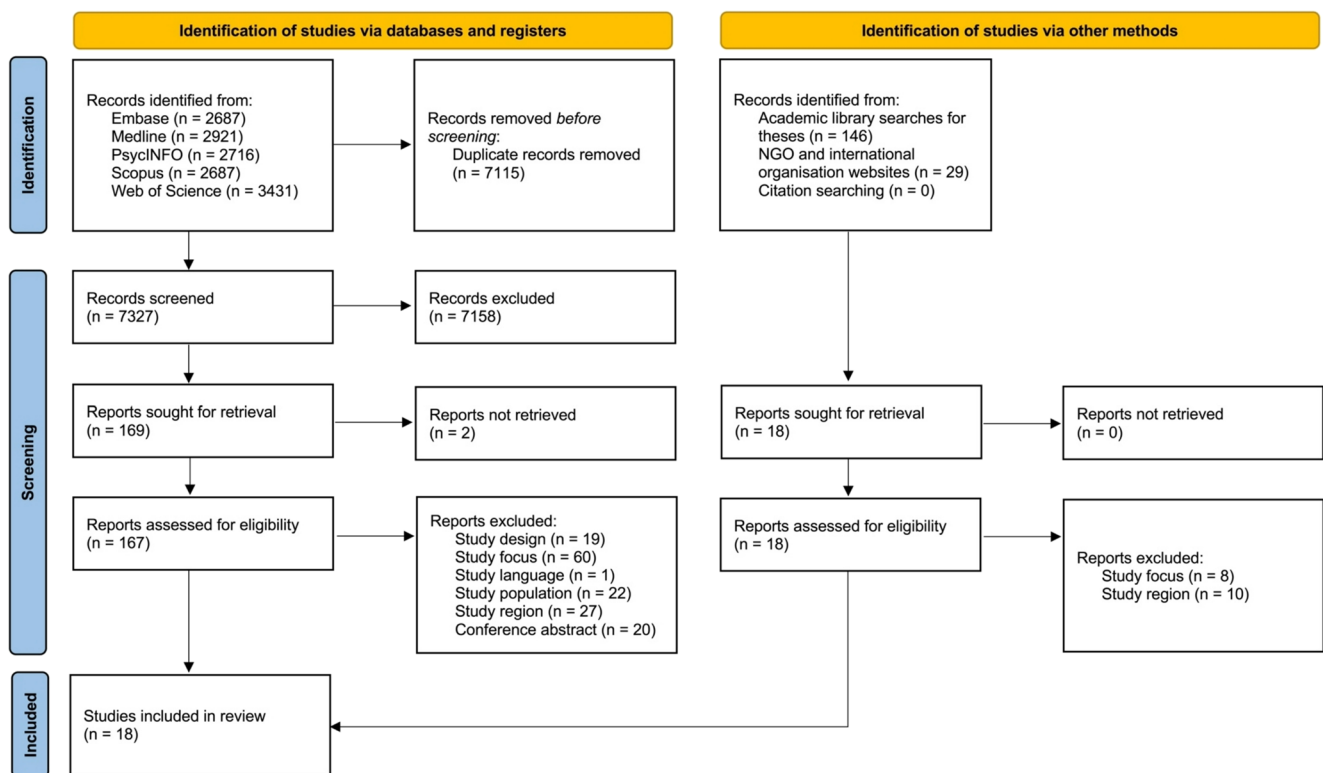 Identification of studies via databases and registers
Identification of studies via other methods
Identification
Records identified from:
Embase (n = 2687)
Medline (n = 2921)
PsycINFO (n = 2716)
Scopus (n = 2687)
Web of Science (n = 3431)
Records removed before
screening:
Duplicate records removed
(n = 7115)
Records identified from:
Academic library searches for
theses (n = 146)
NGO and international
organisation websites (n = 29)
Citation searching (n = 0)
Screening
Records screened
(n = 7327)
Records excluded
(n = 7158)
Reports sought for retrieval
(n = 169)
Reports not retrieved
(n = 2)
Reports sought for retrieval
(n = 18)
Reports not retrieved
(n = 0)
Reports assessed for eligibility
(n = 167)
Reports excluded:
Study design (n = 19)
Study focus (n = 60)
Study language (n = 1)
Study population (n = 22)
Study region (n = 27)
Conference abstract (n = 20)
Reports assessed for eligibility
(n = 18)
Reports excluded:
Study focus (n = 8)
Study region (n = 10)
Included
Studies included in review
(n = 18)